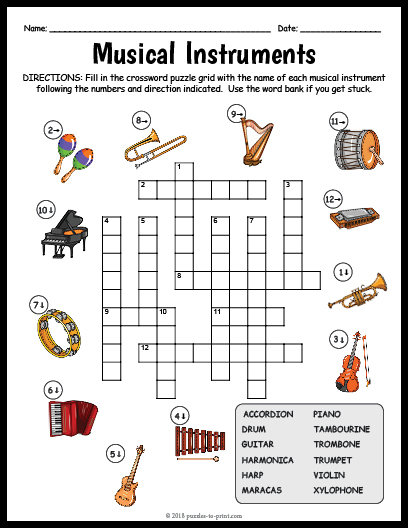 Name: Date:
Musical Instruments
DIRECTIONS: Fill in the crossword puzzle grid with the name of each musical instrument
following the numbers and direction indicated. Use the word bank if you get stuck.
2→ 8→ 9→ 11→
1
2 3
10↓ 12→
4 5 6 7
8
1↓
7↓
9 10 11
3↓
12
6↓
4↓
5↓
ACCORDION PIANO
DRUM TAMBOURINE
GUITAR TROMBONE
HARMONICA TRUMPET
HARP VIOLIN
MARACAS XYLOPHONE
© 2018 puzzles-to-print.com